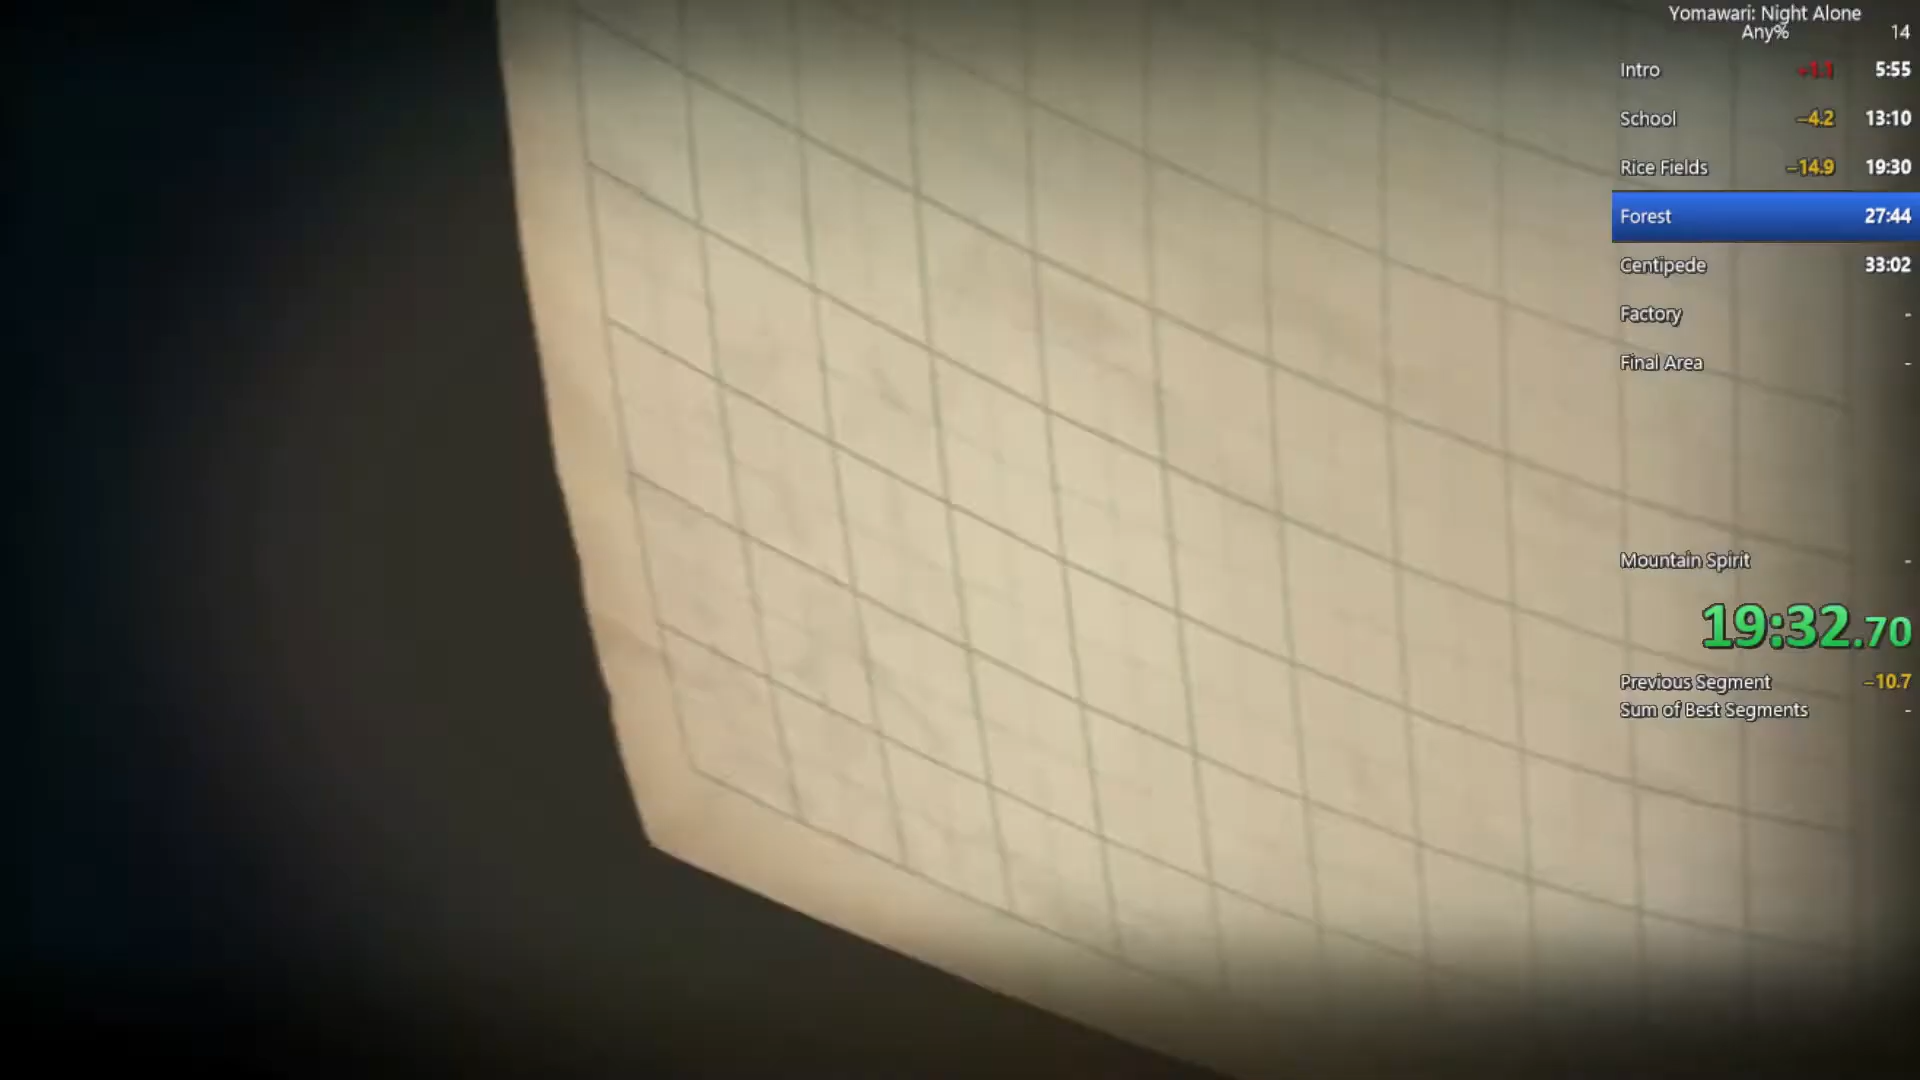 Yomawari: Night Alone
Any% 14
Intro +1.1 5:55
School −4.2 13:10
Rice Fields −14.9 19:30
Forest 27:44
Centipede 33:02
Factory -
Final Area -
Mountain Spirit -
19:32.70
Previous Segment −10.7
Sum of Best Segments -